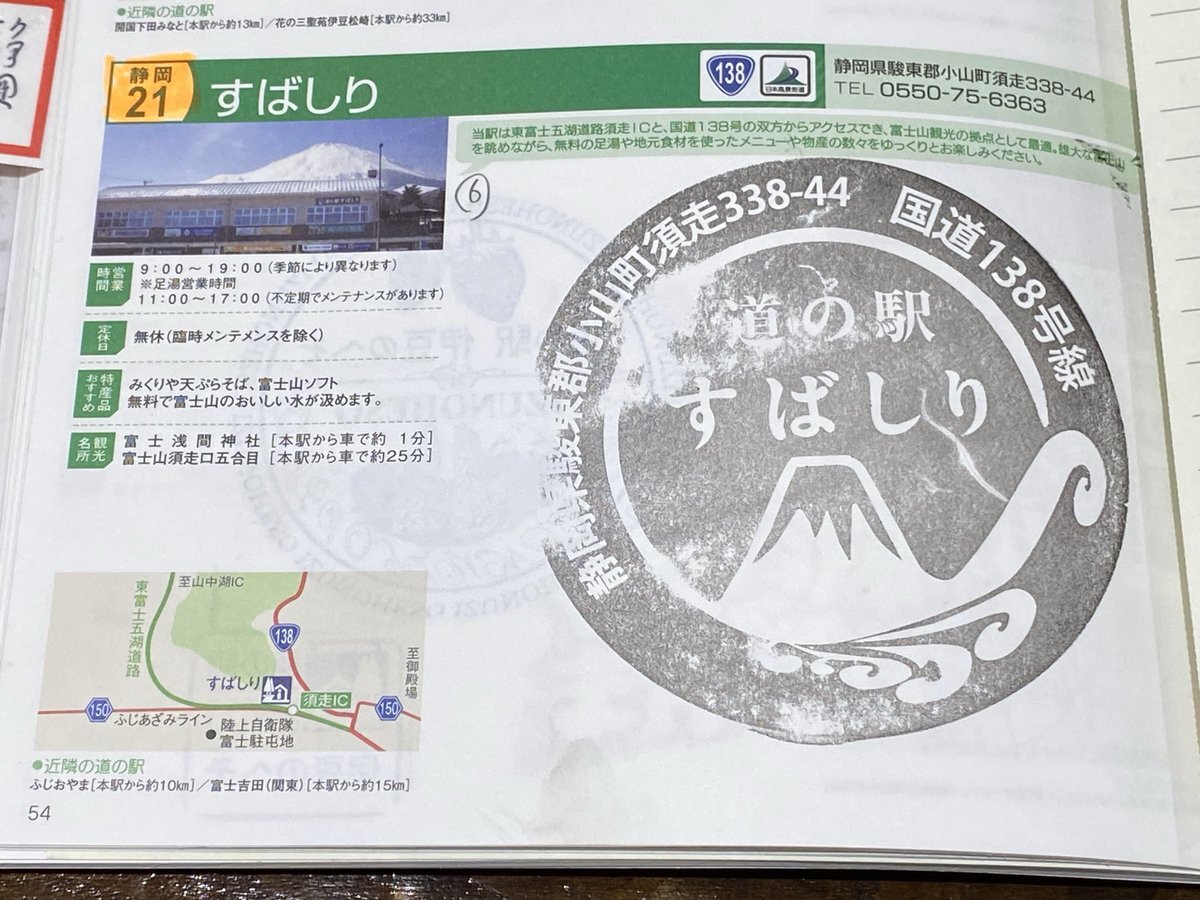 ●近隣の道の駅
開国下田みなと[本駅から約13㎞]／花の三聖苑伊豆松崎[本駅から約33㎞]
静岡
21
すばしり
138
日本風景街道
静岡県駿東郡小山町須走338-44
TEL 0550-75-6363
当駅は東富士五湖道路須走ICと、国道138号の双方からアクセスでき、富士山観光の拠点として最適。雄大な富士山
を眺めながら、無料の足湯や地元食材を使ったメニューや物産の数々をゆっくりとお楽しみください。
⑥
営業時間
9:00～19:00(季節により異なります)
※足湯営業時間
11:00～17:00(不定期でメンテナンスがあります)
定休日
無休(臨時メンテメンスを除く)
特産品おすすめ
みくりや天ぷらそば、富士山ソフト
無料で富士山のおいしい水が汲めます。
観光名所
富士浅間神社 [本駅から車で約 1分]
富士山須走口五合目 [本駅から車で約25分]
静岡県駿東郡小山町須走338-44 国道138号線
道の駅
すばしり
至山中湖IC
東富士五湖道路
138
至御殿場
すばしり
須走IC
150
150
ふじあざみライン
陸上自衛隊
富士駐屯地
●近隣の道の駅
ふじおやま[本駅から約10㎞]／富士吉田(関東)[本駅から約15㎞]
54